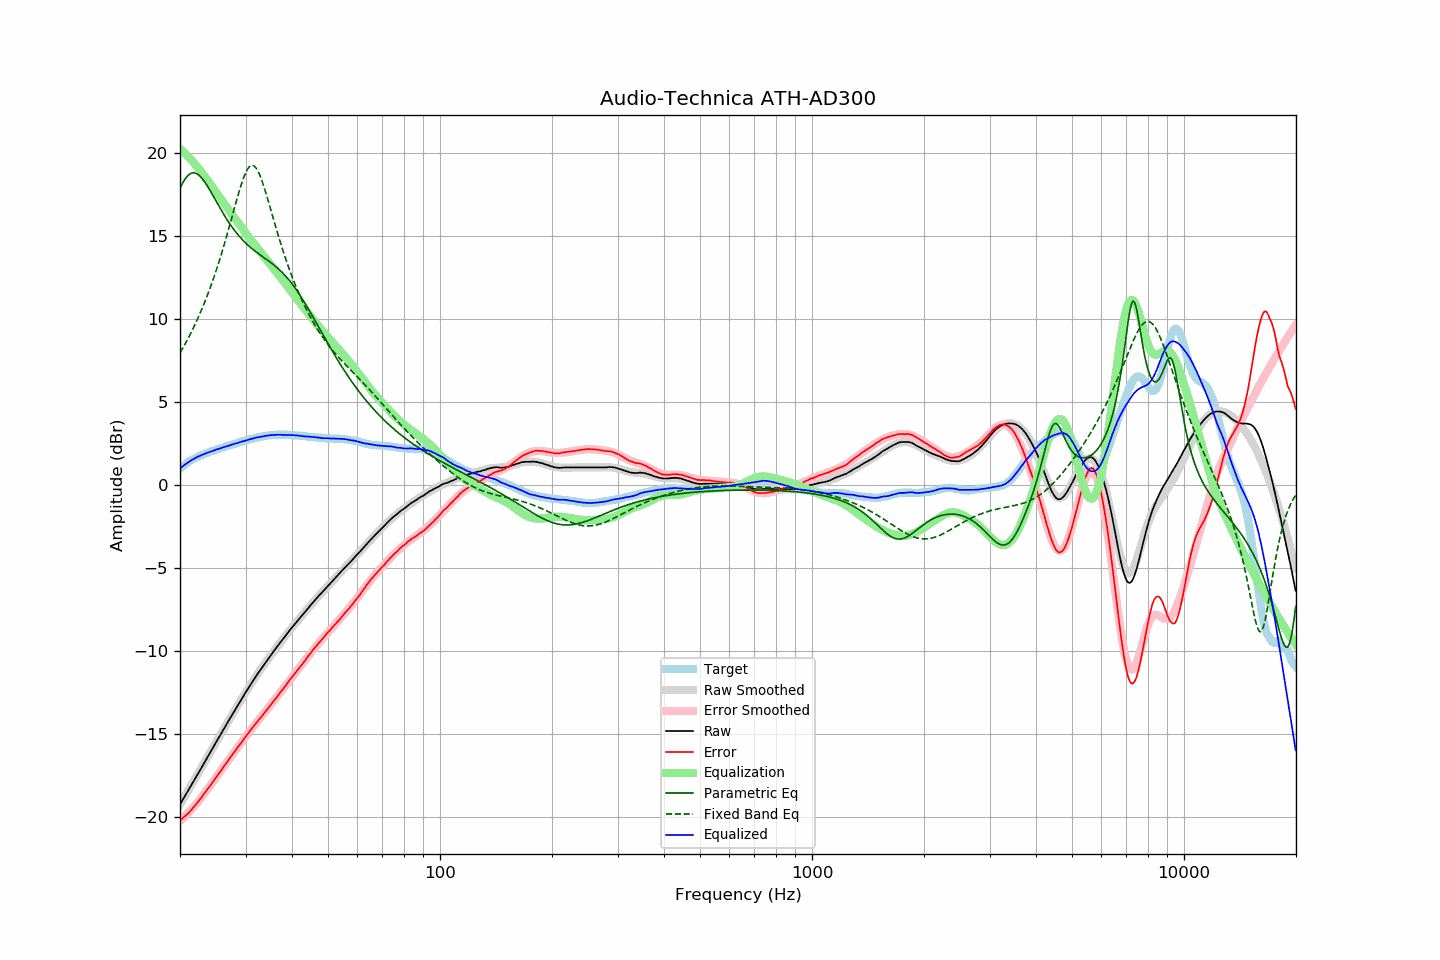 Audio-Technica ATH-AD300
20
15
10
5
0
−5
−10
−15
−20
Amplitude (dBr)
Target
Raw Smoothed
Error Smoothed
Raw
Error
Equalization
Parametric Eq
Fixed Band Eq
Equalized
100 1000 10000
Frequency (Hz)